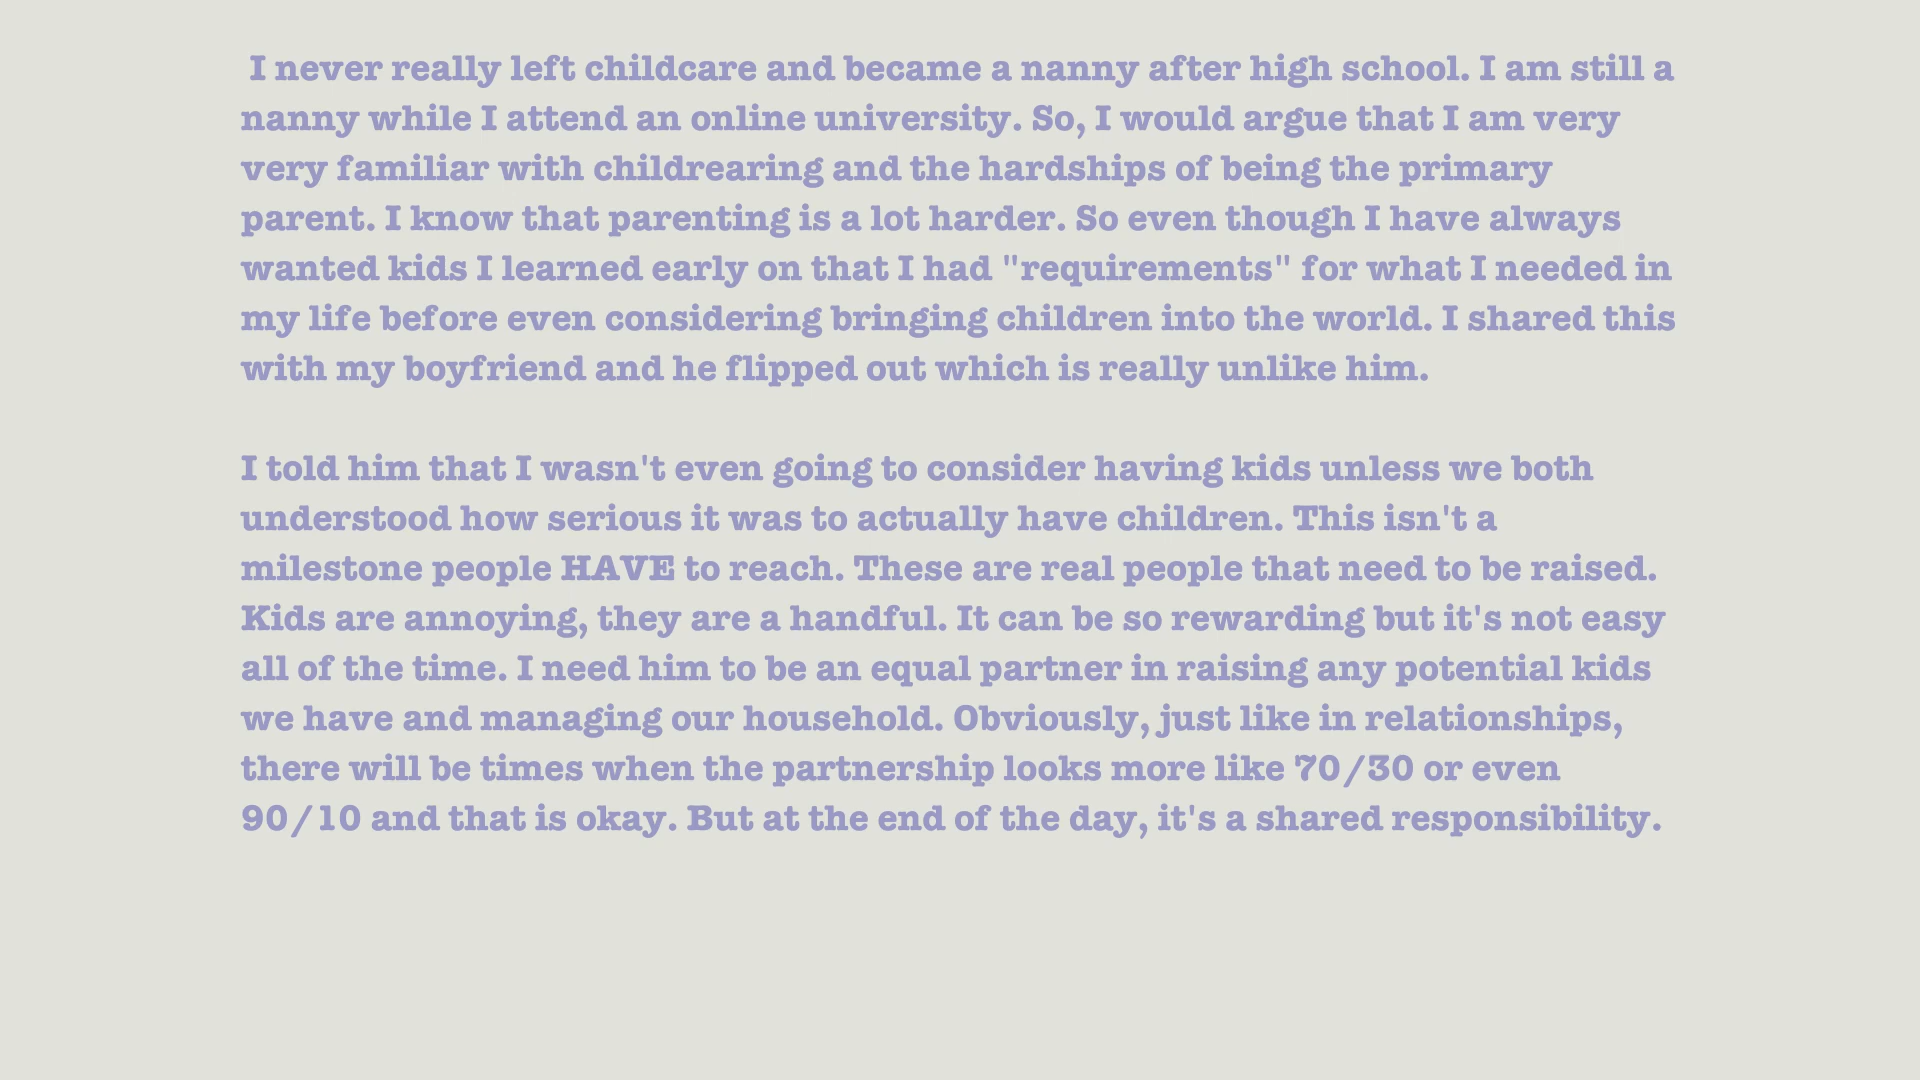 I never really left childcare and became a nanny after high school. I am still a
nanny while I attend an online university. So, I would argue that I am very
very familiar with childrearing and the hardships of being the primary
parent. I know that parenting is a lot harder. So even though I have always
wanted kids I learned early on that I had "requirements" for what I needed in
my life before even considering bringing children into the world. I shared this
with my boyfriend and he flipped out which is really unlike him.
I told him that I wasn't even going to consider having kids unless we both
understood how serious it was to actually have children. This isn't a
milestone people HAVE to reach. These are real people that need to be raised.
Kids are annoying, they are a handful. It can be so rewarding but it's not easy
all of the time. I need him to be an equal partner in raising any potential kids
we have and managing our household. Obviously, just like in relationships,
there will be times when the partnership looks more like 70/30 or even
90/10 and that is okay. But at the end of the day, it's a shared responsibility.